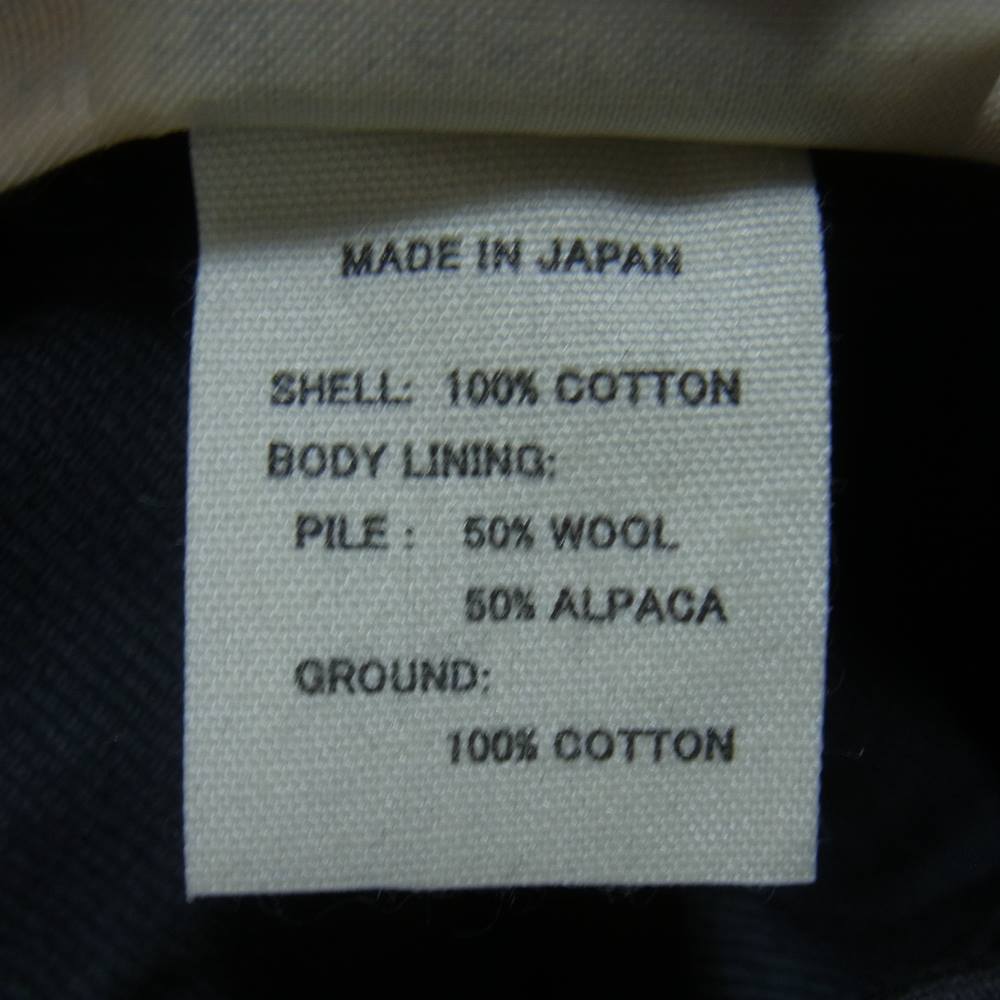 MADE IN JAPAN
SHELL: 100% COTTON
BODY LINING:
PILE : 50% WOOL
50% ALPACA
GROUND:
100% COTTON